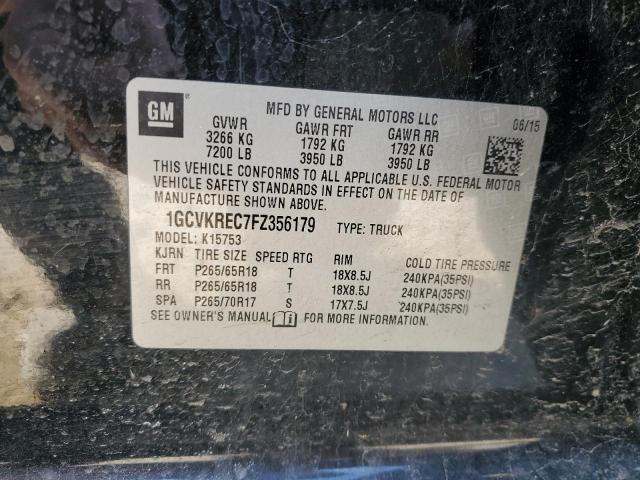 GM
MFD BY GENERAL MOTORS LLC
06/15
GVWR GAWR FRT GAWR RR
3266 KG 1792 KG 1792 KG
7200 LB 3950 LB 3950 LB
THIS VEHICLE CONFORMS TO ALL APPLICABLE U.S. FEDERAL MOTOR
VEHICLE SAFETY STANDARDS IN EFFECT ON THE DATE OF
MANUFACTURE SHOWN ABOVE.
1GCVKREC7FZ356179 TYPE: TRUCK
MODEL: K15753
KJRN TIRE SIZE SPEED RTG RIM COLD TIRE PRESSURE
FRT P265/65R18 T 18X8.5J 240KPA(35PSI)
RR P265/65R18 T 18X8.5J 240KPA(35PSI)
SPA P265/70R17 S 17X7.5J 240KPA(35PSI)
SEE OWNER'S MANUAL FOR MORE INFORMATION.